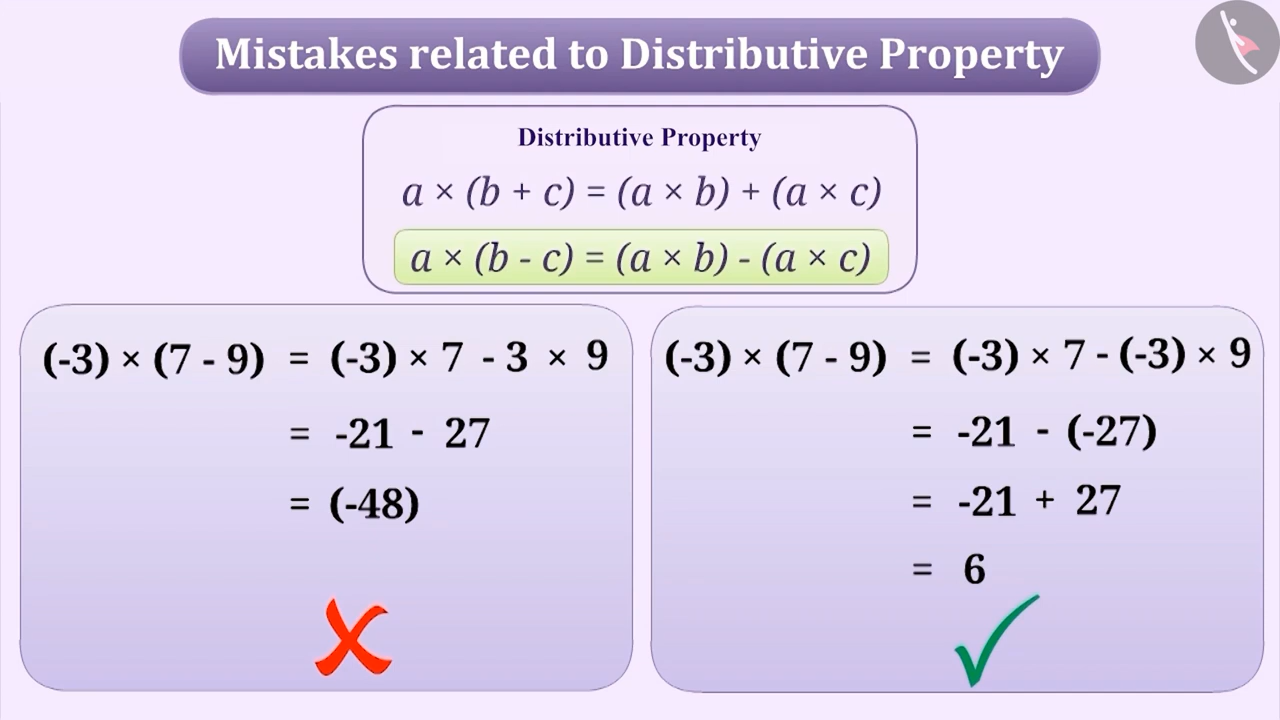 Mistakes related to Distributive Property
Distributive Property
a × (b + c) = (a × b) + (a × c)
a × (b - c) = (a × b) - (a × c)
(-3) × (7 - 9) = (-3) × 7 - 3 × 9
= -21 - 27
= (-48)
(-3) × (7 - 9) = (-3) × 7 - (-3) × 9
= -21 - (-27)
= -21 + 27
= 6